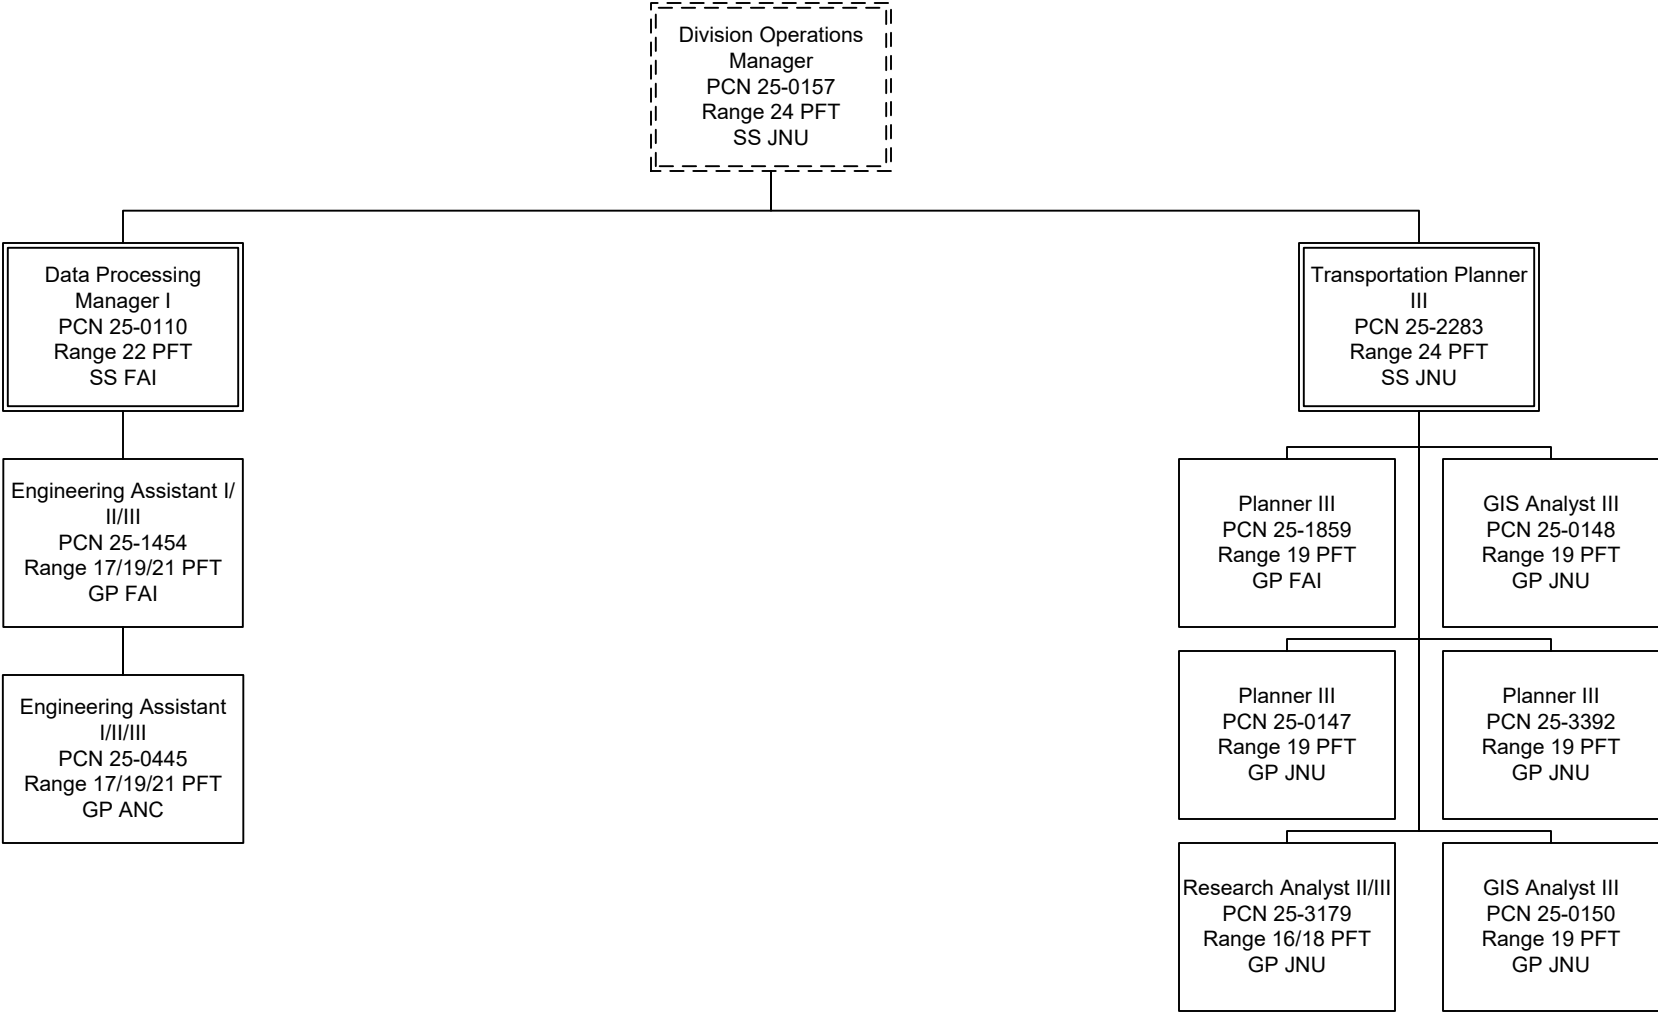 Division Operations
Manager
PCN 25-0157
Range 24 PFT
SS JNU
Data Processing
Manager I
PCN 25-0110
Range 22 PFT
SS FAI
Transportation Planner
III
PCN 25-2283
Range 24 PFT
SS JNU
Engineering Assistant I/
II/III
PCN 25-1454
Range 17/19/21 PFT
GP FAI
Engineering Assistant
I/II/III
PCN 25-0445
Range 17/19/21 PFT
GP ANC
Planner III
PCN 25-1859
Range 19 PFT
GP FAI
GIS Analyst III
PCN 25-0148
Range 19 PFT
GP JNU
Planner III
PCN 25-0147
Range 19 PFT
GP JNU
Planner III
PCN 25-3392
Range 19 PFT
GP JNU
Research Analyst II/III
PCN 25-3179
Range 16/18 PFT
GP JNU
GIS Analyst III
PCN 25-0150
Range 19 PFT
GP JNU